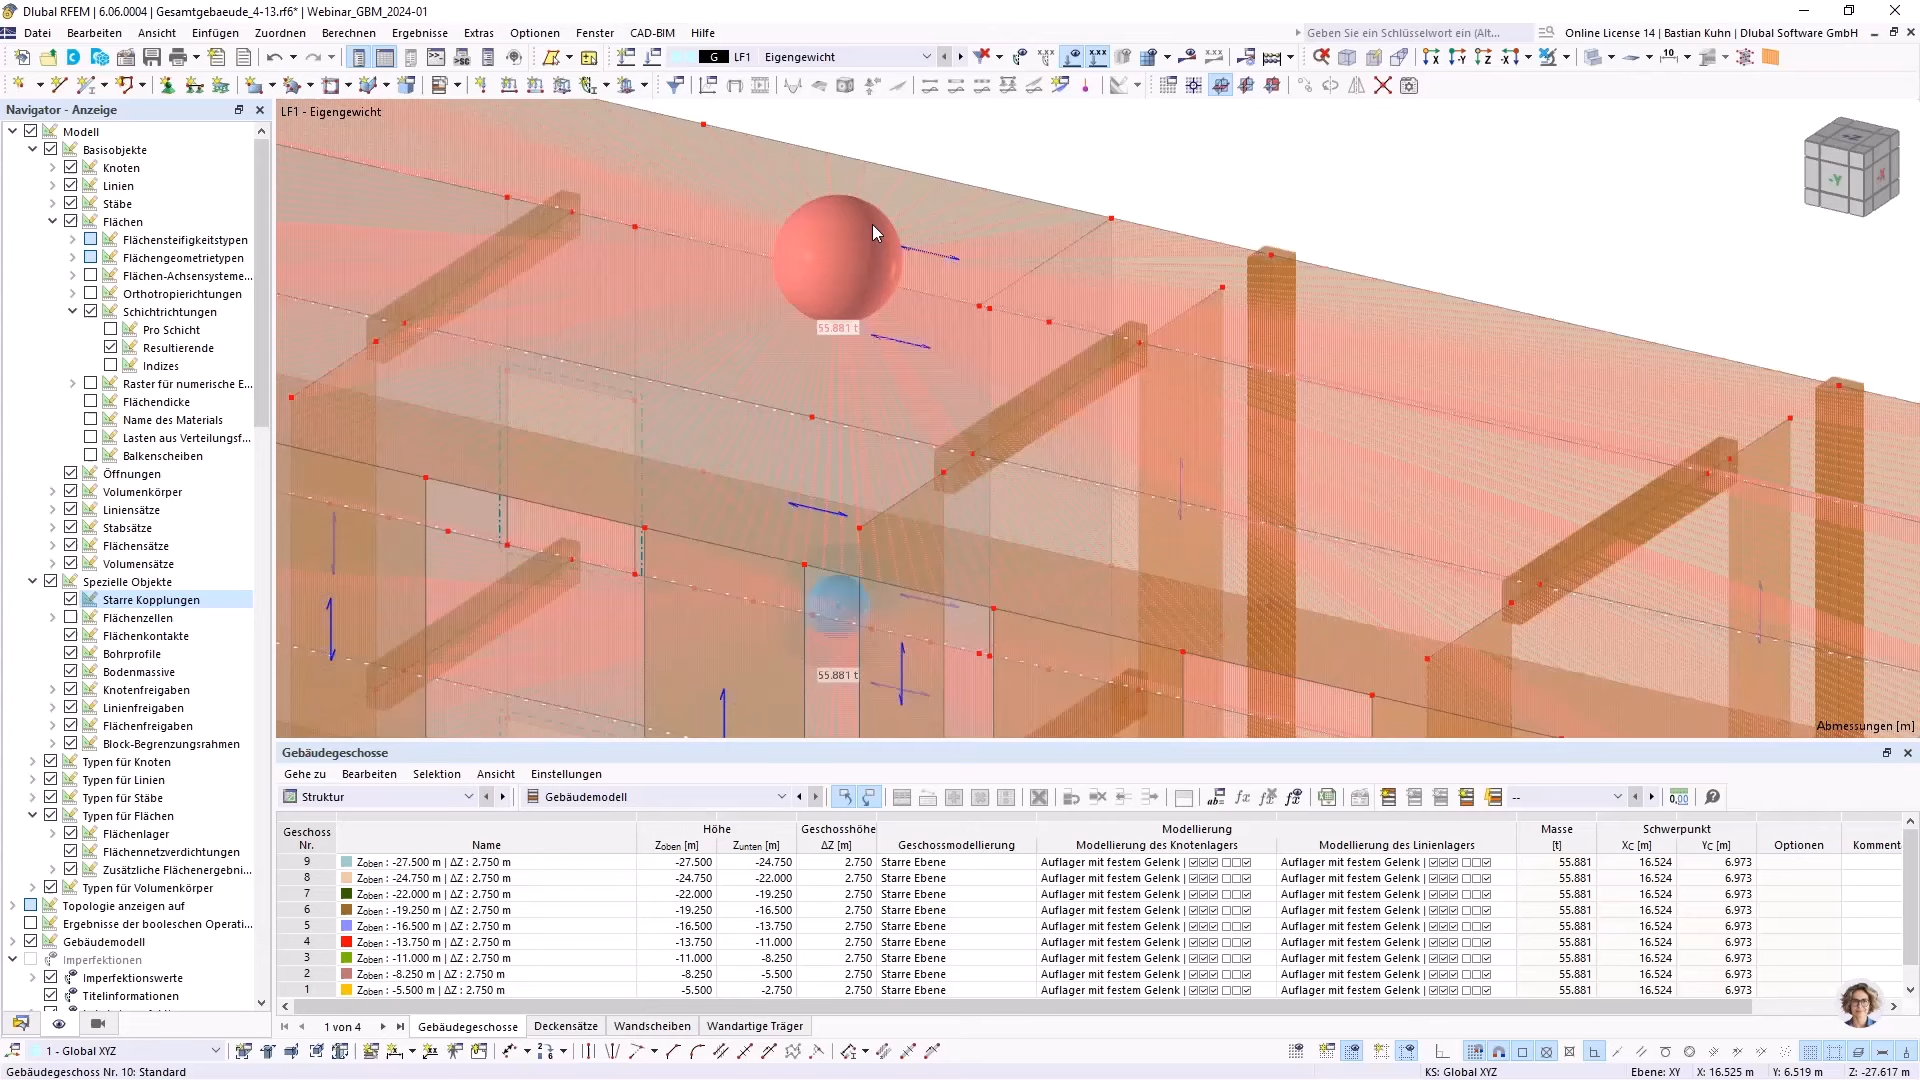 Dlubal RFEM | 6.06.0004 | Gesamtgebaeude_4-13.rf6* | Webinar_GBM_2024-01
Datei Bearbeiten Ansicht Einfügen Zuordnen Berechnen Ergebnisse Extras Optionen Fenster CAD-BIM Hilfe
Geben Sie ein Schlüsselwort ein (Alt...
Online License 14 | Bastian Kuhn | Dlubal Software GmbH
G LF1 Eigengewicht
Navigator - Anzeige
Modell
Basisobjekte
Knoten
Linien
Stäbe
Flächen
Flächensteifigkeitstypen
Flächengeometrietypen
Flächen-Achsensysteme...
Orthotropierichtungen
Schichtrichtungen
Pro Schicht
Resultierende
Indizes
Raster für numerische E...
Flächendicke
Name des Materials
Lasten aus Verteilungsf...
Balkenscheiben
Öffnungen
Volumenkörper
Liniensätze
Stabsätze
Flächensätze
Volumensätze
Spezielle Objekte
Starre Kopplungen
Flächenzellen
Flächenkontakte
Bohrprofile
Bodenmassive
Knotenfreigaben
Linienfreigaben
Flächenfreigaben
Block-Begrenzungsrahmen
Typen für Knoten
Typen für Linien
Typen für Stäbe
Typen für Flächen
Flächenlager
Flächennetzverdichtungen
Zusätzliche Flächenergebni...
Typen für Volumenkörper
Topologie anzeigen auf
Ergebnisse der booleschen Operati...
Gebäudemodell
Imperfektionen
Imperfektionswerte
Titelinformationen
LF1 - Eigengewicht
+Z
-Y
-X
55.881 t
55.881 t
Abmessungen [m]
Gebäudegeschosse
Gehe zu Bearbeiten Selektion Ansicht Einstellungen
Struktur
Gebäudemodell
--
Geschoss Höhe Geschosshöhe Modellierung Masse Schwerpunkt
Nr. Name Zoben [m] Zunten [m] ΔZ [m] Geschossmodellierung Modellierung des Knotenlagers Modellierung des Linienlagers [t] XC [m] YC [m] Optionen Komment
9 Zoben : -27.500 m | ΔZ : 2.750 m -27.500 -24.750 2.750 Starre Ebene Auflager mit festem Gelenk | Auflager mit festem Gelenk | 55.881 16.524 6.973
8 Zoben : -24.750 m | ΔZ : 2.750 m -24.750 -22.000 2.750 Starre Ebene Auflager mit festem Gelenk | Auflager mit festem Gelenk | 55.881 16.524 6.973
7 Zoben : -22.000 m | ΔZ : 2.750 m -22.000 -19.250 2.750 Starre Ebene Auflager mit festem Gelenk | Auflager mit festem Gelenk | 55.881 16.524 6.973
6 Zoben : -19.250 m | ΔZ : 2.750 m -19.250 -16.500 2.750 Starre Ebene Auflager mit festem Gelenk | Auflager mit festem Gelenk | 55.881 16.524 6.973
5 Zoben : -16.500 m | ΔZ : 2.750 m -16.500 -13.750 2.750 Starre Ebene Auflager mit festem Gelenk | Auflager mit festem Gelenk | 55.881 16.524 6.973
4 Zoben : -13.750 m | ΔZ : 2.750 m -13.750 -11.000 2.750 Starre Ebene Auflager mit festem Gelenk | Auflager mit festem Gelenk | 55.881 16.524 6.973
3 Zoben : -11.000 m | ΔZ : 2.750 m -11.000 -8.250 2.750 Starre Ebene Auflager mit festem Gelenk | Auflager mit festem Gelenk | 55.881 16.524 6.973
2 Zoben : -8.250 m | ΔZ : 2.750 m -8.250 -5.500 2.750 Starre Ebene Auflager mit festem Gelenk | Auflager mit festem Gelenk | 55.881 16.524 6.973
1 Zoben : -5.500 m | ΔZ : 2.750 m -5.500 -2.750 2.750 Starre Ebene Auflager mit festem Gelenk | Auflager mit festem Gelenk | 55.881 16.524 6.973
1 von 4 Gebäudegeschosse Deckensätze Wandscheiben Wandartige Träger
1 - Global XYZ
Gebäudegeschoss Nr. 10: Standard
KS: Global XYZ Ebene: XY X: 16.525 m Y: 6.519 m Z: -27.617 m